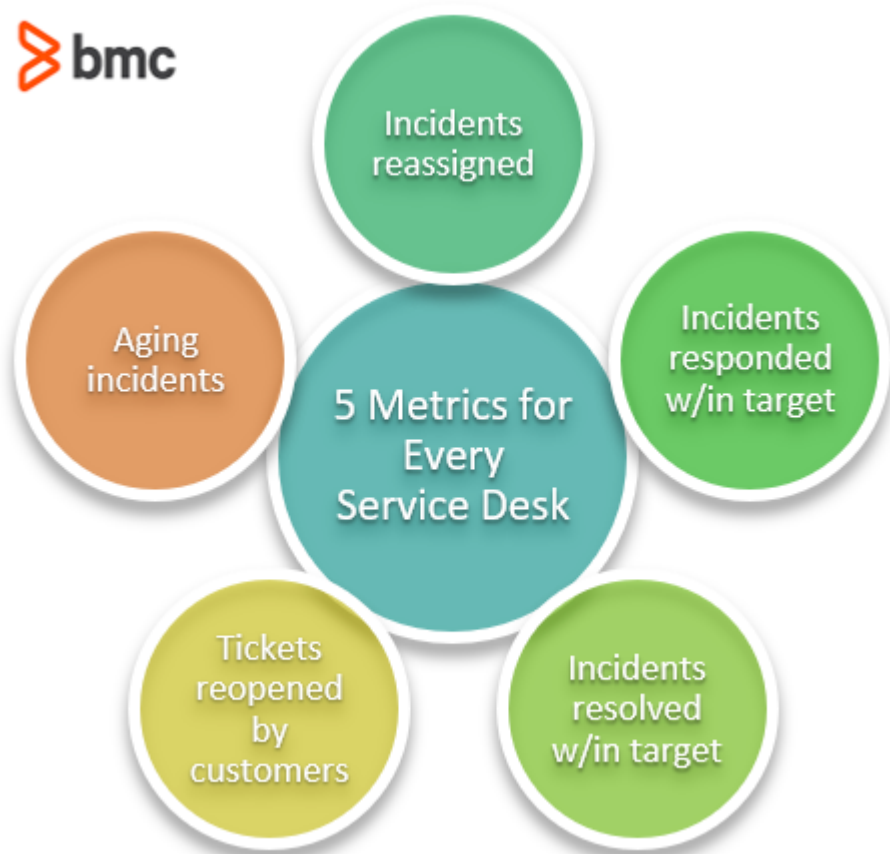 bmc
Incidents
reassigned
Incidents
responded
w/in target
Incidents
resolved
w/in target
Tickets
reopened
by
customers
Aging
incidents
5 Metrics for
Every
Service Desk